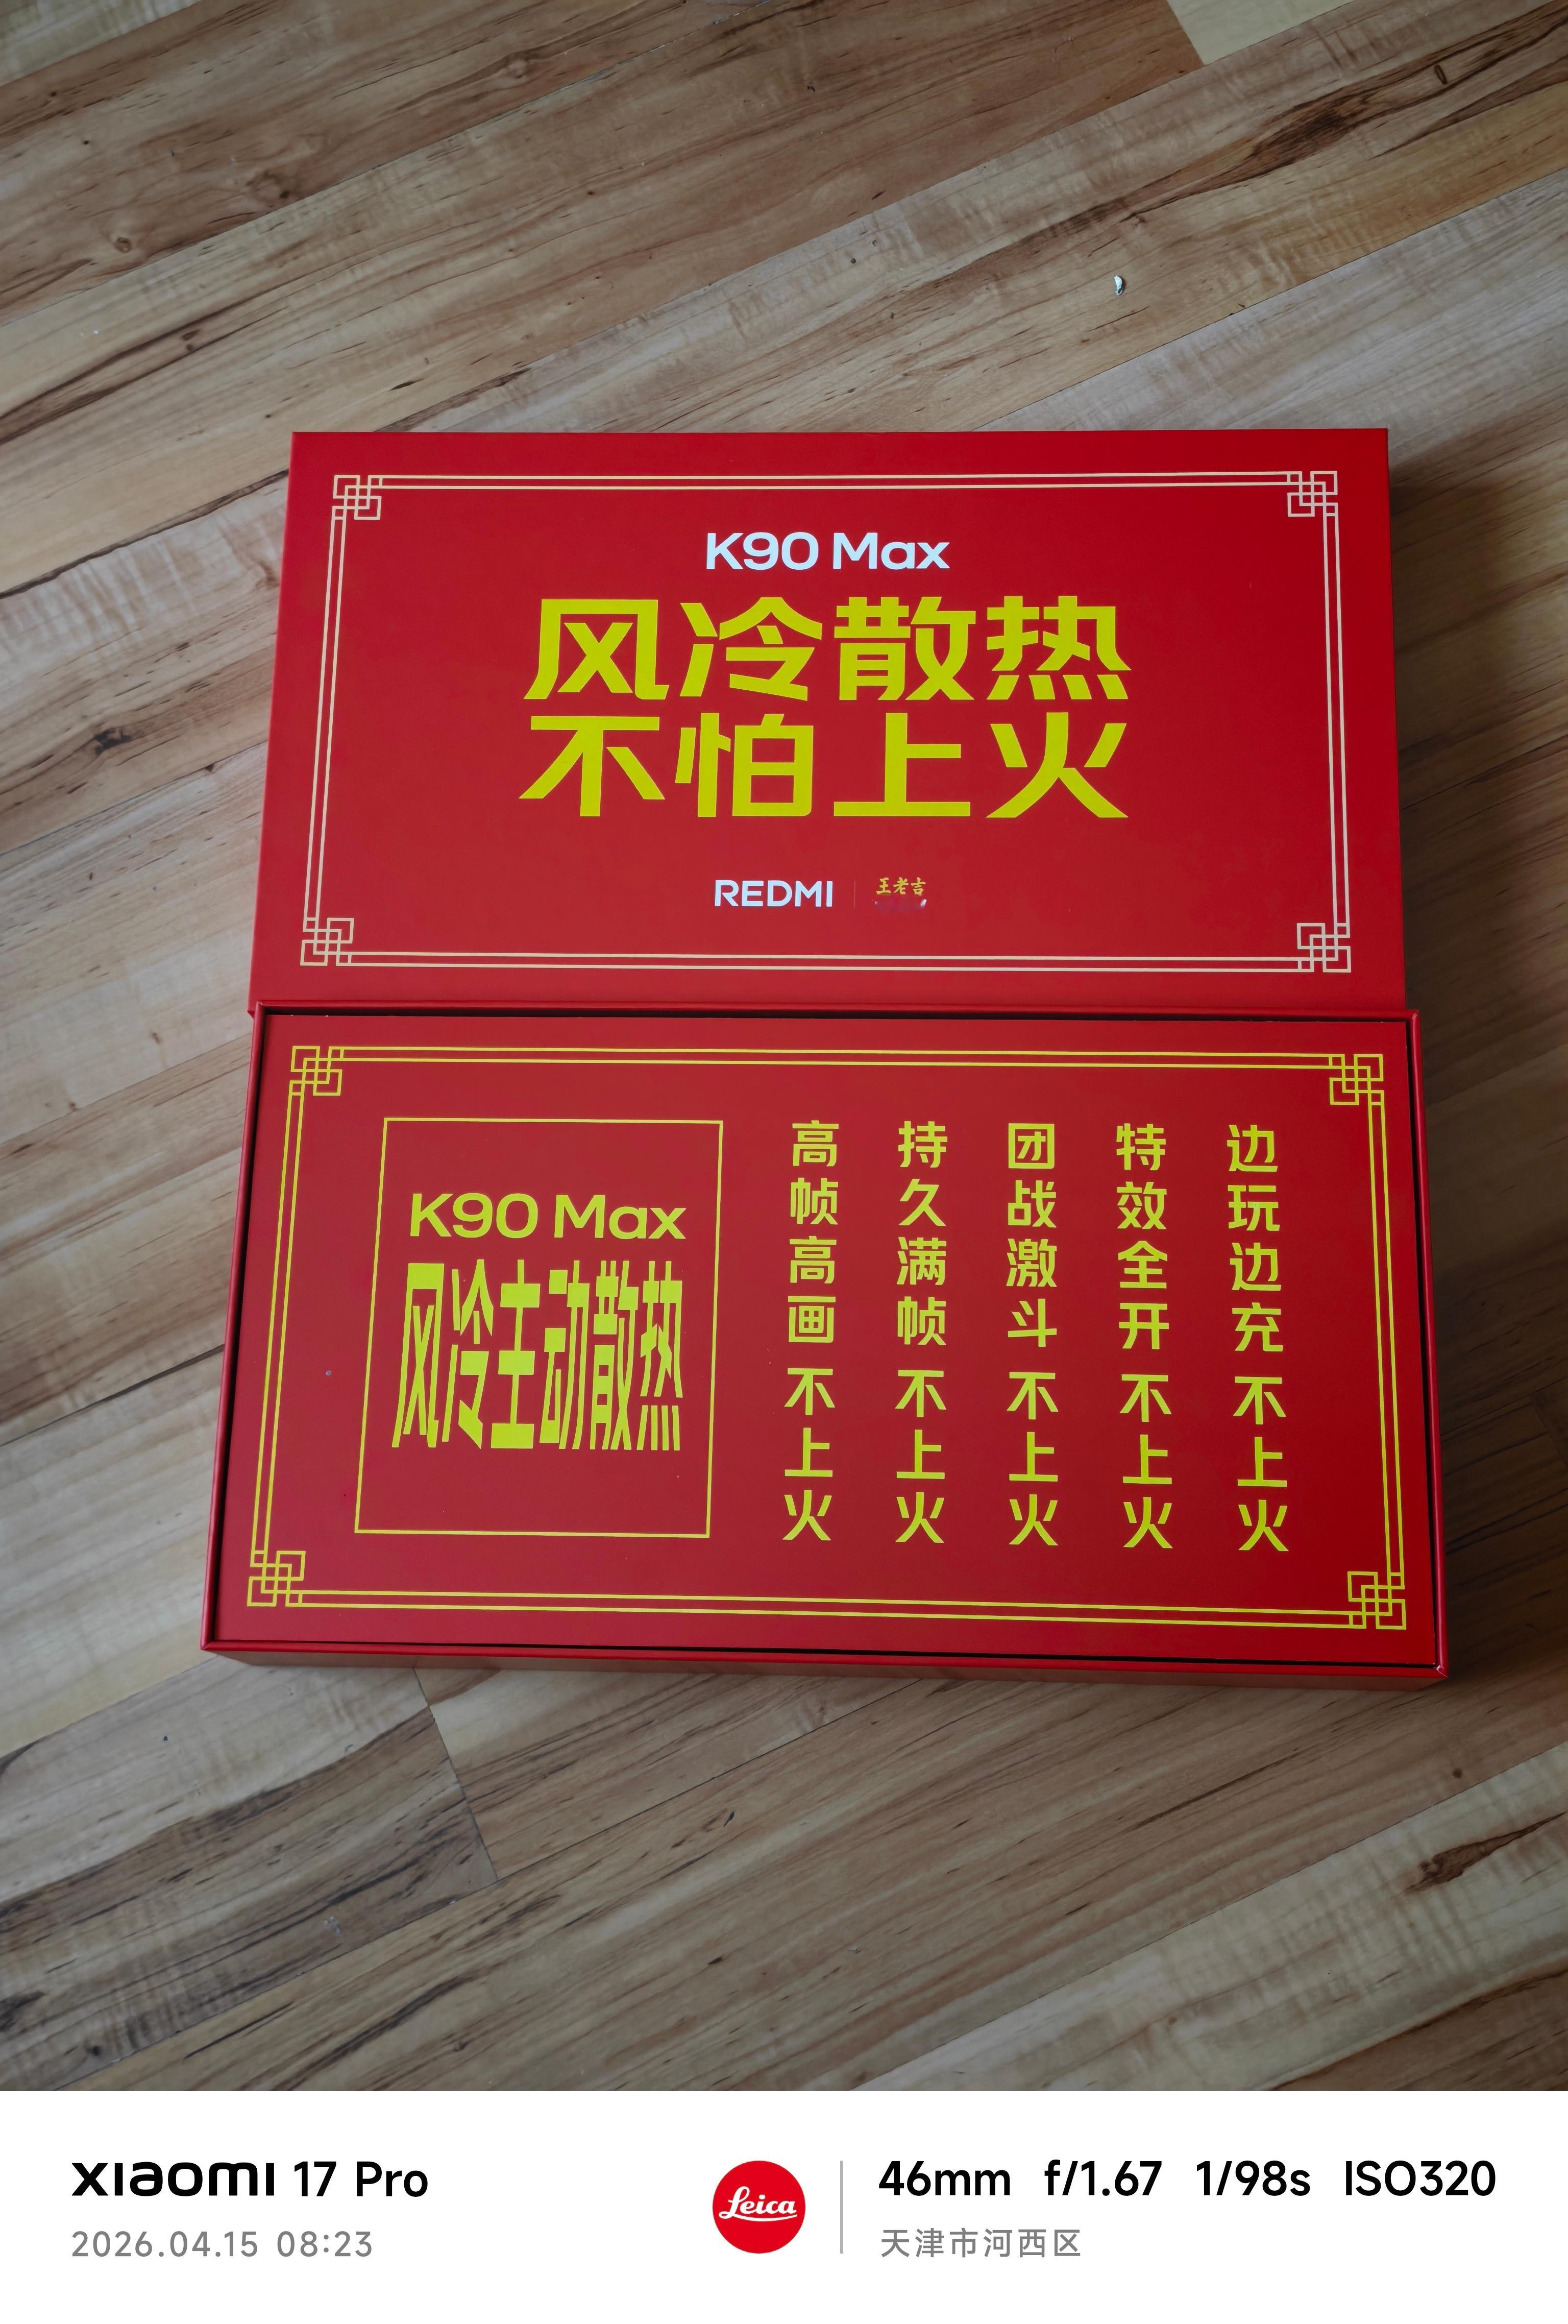 K90 Max
风冷散热
不怕上火
REDMI 王老吉
K90 Max
风冷主动散热
高帧高画 不上火
持久满帧 不上火
团战激斗 不上火
特效全开 不上火
边玩边充 不上火
xiaomi 17 Pro
2026.04.15 08:23
Leica
46mm f/1.67 1/98s ISO320
天津市河西区